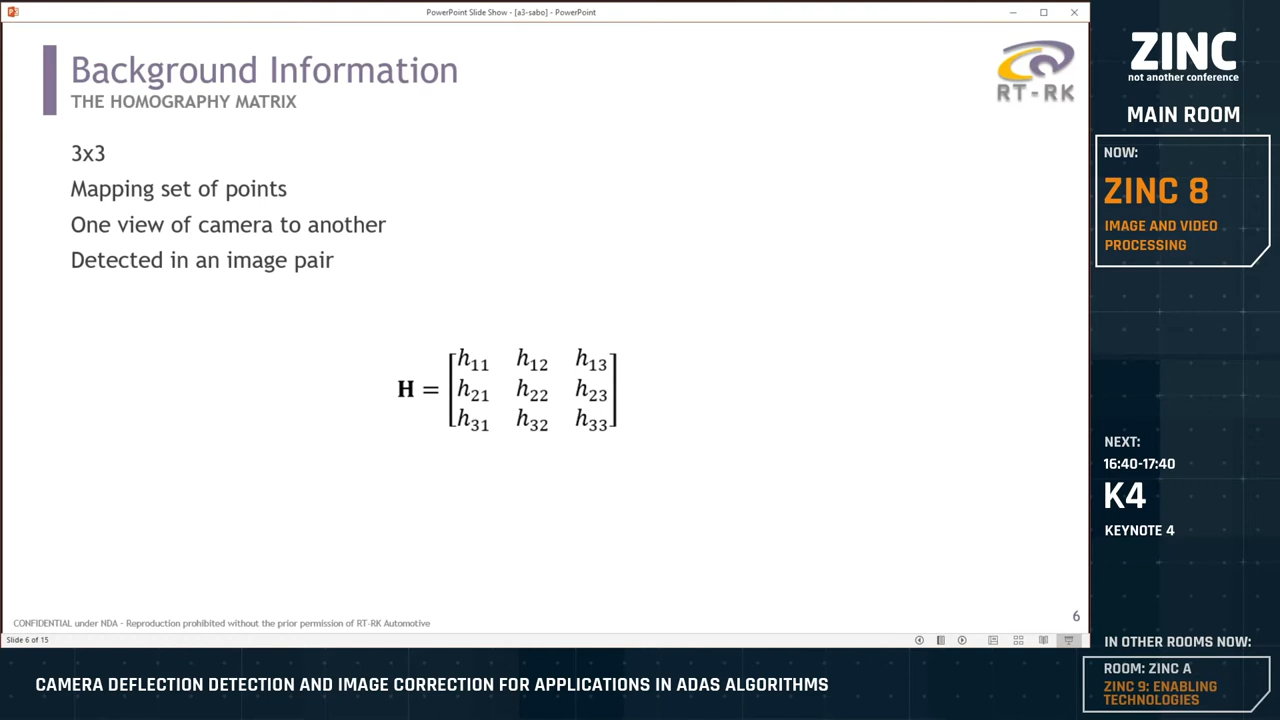 PowerPoint Slide Show - [a3-sabo] - PowerPoint
Background Information
THE HOMOGRAPHY MATRIX
RT-RK
3x3
Mapping set of points
One view of camera to another
Detected in an image pair
H = [h11 h12 h13
h21 h22 h23
h31 h32 h33]
CONFIDENTIAL under NDA - Reproduction prohibited without the prior permission of RT-RK Automotive
6
Slide 6 of 15
ZINC
not another conference
MAIN ROOM
NOW:
ZINC 8
IMAGE AND VIDEO
PROCESSING
NEXT:
16:40-17:40
K4
KEYNOTE 4
IN OTHER ROOMS NOW:
ROOM: ZINC A
ZINC 9: ENABLING
TECHNOLOGIES
CAMERA DEFLECTION DETECTION AND IMAGE CORRECTION FOR APPLICATIONS IN ADAS ALGORITHMS